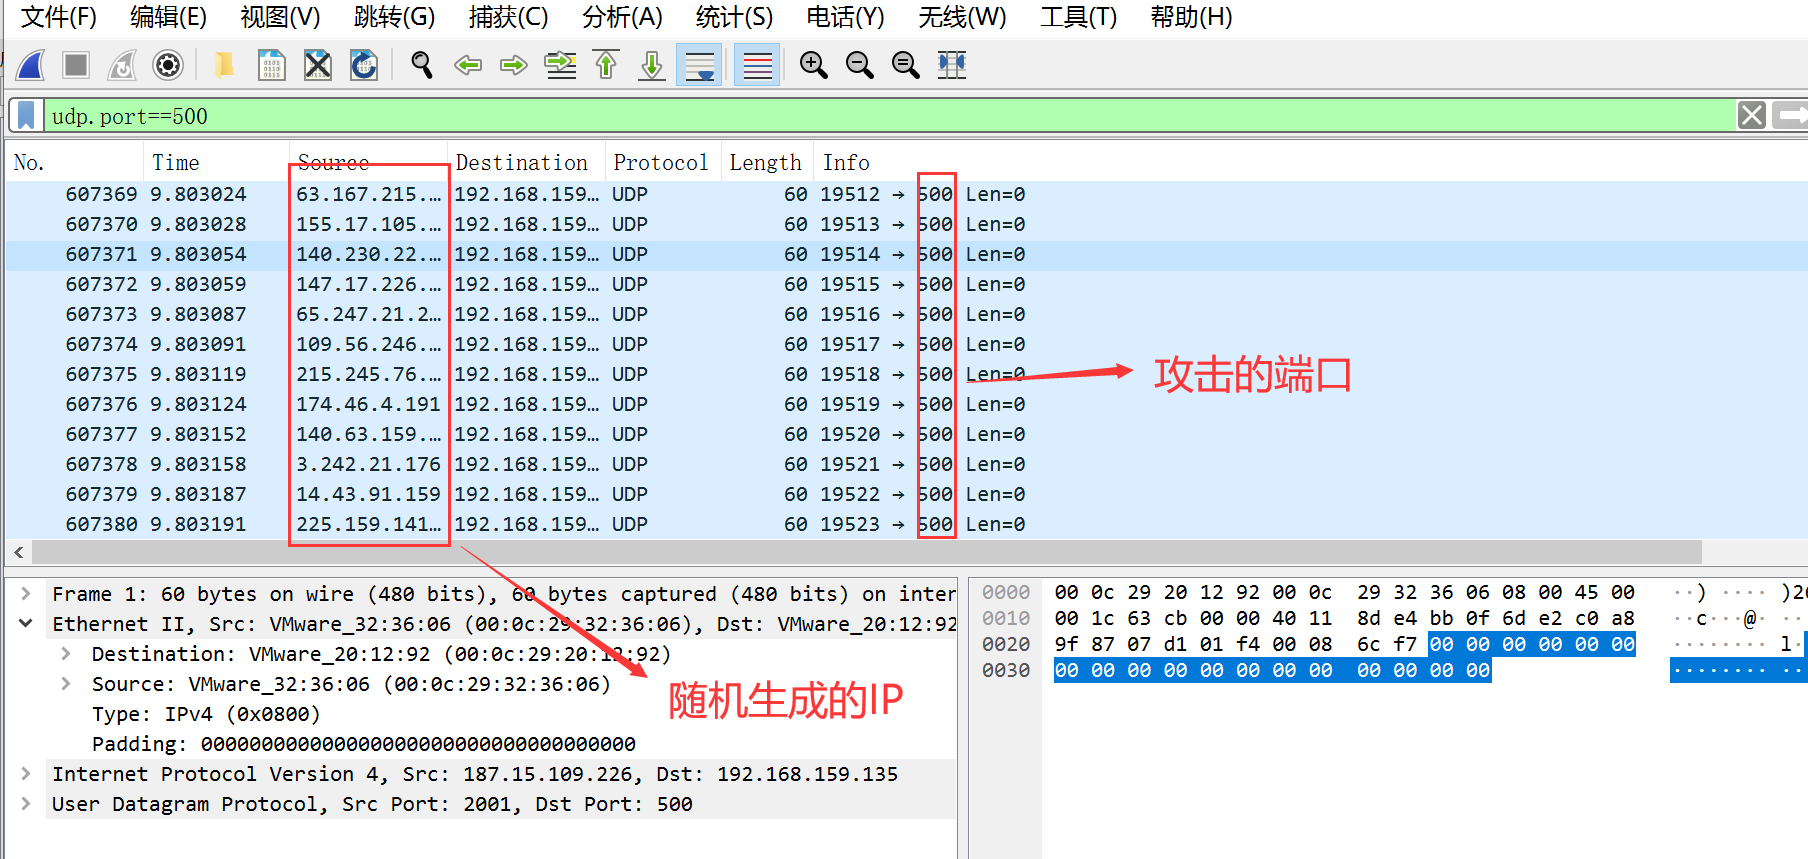 文件(F) 编辑(E) 视图(V) 跳转(G) 捕获(C) 分析(A) 统计(S) 电话(Y) 无线(W) 工具(T) 帮助(H)
udp.port==500
No. Time Source Destination Protocol Length Info
607369 9.803024 63.167.215.… 192.168.159… UDP 60 19512 → 500 Len=0
607370 9.803028 155.17.105.… 192.168.159… UDP 60 19513 → 500 Len=0
607371 9.803054 140.230.22.… 192.168.159… UDP 60 19514 → 500 Len=0
607372 9.803059 147.17.226.… 192.168.159… UDP 60 19515 → 500 Len=0
607373 9.803087 65.247.21.2… 192.168.159… UDP 60 19516 → 500 Len=0
607374 9.803091 109.56.246.… 192.168.159… UDP 60 19517 → 500 Len=0
607375 9.803119 215.245.76.… 192.168.159… UDP 60 19518 → 500 Len=0
607376 9.803124 174.46.4.191 192.168.159… UDP 60 19519 → 500 Len=0
607377 9.803152 140.63.159.… 192.168.159… UDP 60 19520 → 500 Len=0
607378 9.803158 3.242.21.176 192.168.159… UDP 60 19521 → 500 Len=0
607379 9.803187 14.43.91.159 192.168.159… UDP 60 19522 → 500 Len=0
607380 9.803191 225.159.141… 192.168.159… UDP 60 19523 → 500 Len=0
攻击的端口
Frame 1: 60 bytes on wire (480 bits), 60 bytes captured (480 bits) on inter
Ethernet II, Src: VMware_32:36:06 (00:0c:29:32:36:06), Dst: VMware_20:12:92
Destination: VMware_20:12:92 (00:0c:29:20:12:92)
Source: VMware_32:36:06 (00:0c:29:32:36:06)
Type: IPv4 (0x0800)
Padding: 000000000000000000000000000000000000
Internet Protocol Version 4, Src: 187.15.109.226, Dst: 192.168.159.135
User Datagram Protocol, Src Port: 2001, Dst Port: 500
随机生成的IP
0000 00 0c 29 20 12 92 00 0c 29 32 36 06 08 00 45 00 ··) ···· )26
0010 00 1c 63 cb 00 00 40 11 8d e4 bb 0f 6d e2 c0 a8 ··c···@·
0020 9f 87 07 d1 01 f4 00 08 6c f7 00 00 00 00 00 00 ········ l·
0030 00 00 00 00 00 00 00 00 00 00 00 00 ········ ··